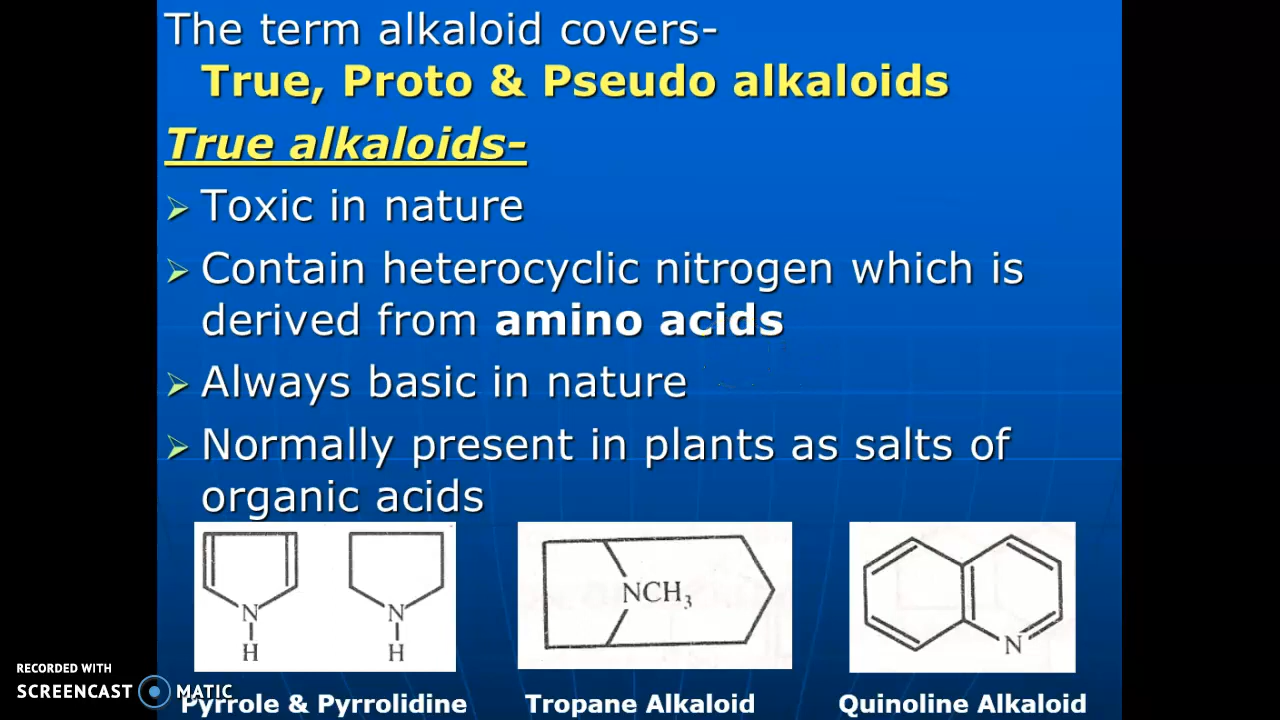 The term alkaloid covers-
True, Proto & Pseudo alkaloids
True alkaloids-
Toxic in nature
Contain heterocyclic nitrogen which is
derived from amino acids
Always basic in nature
Normally present in plants as salts of
organic acids
N
H
N
H
NCH₃
N
Pyrrole & Pyrrolidine
Tropane Alkaloid
Quinoline Alkaloid
RECORDED WITH
SCREENCAST MATIC